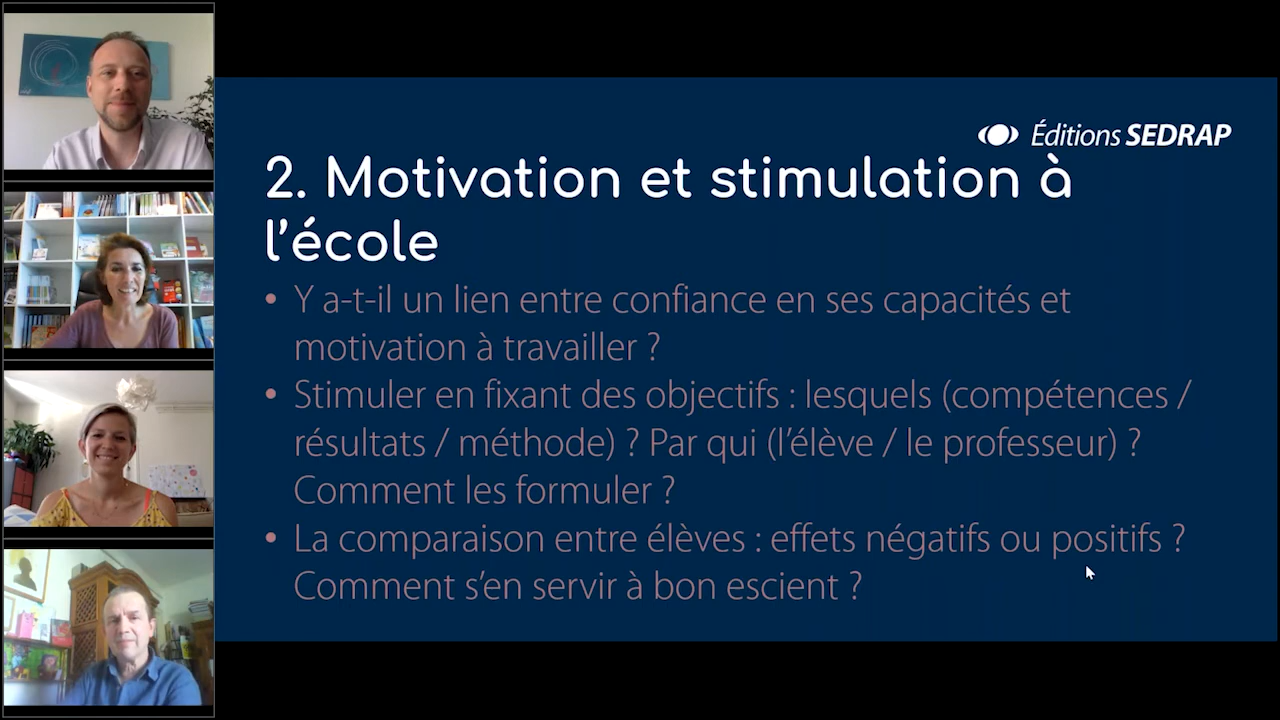 Éditions SEDRAP
2. Motivation et stimulation à
l’école
• Y a-t-il un lien entre confiance en ses capacités et
motivation à travailler ?
• Stimuler en fixant des objectifs : lesquels (compétences /
résultats / méthode) ? Par qui (l’élève / le professeur) ?
Comment les formuler ?
• La comparaison entre élèves : effets négatifs ou positifs ?
Comment s’en servir à bon escient ?